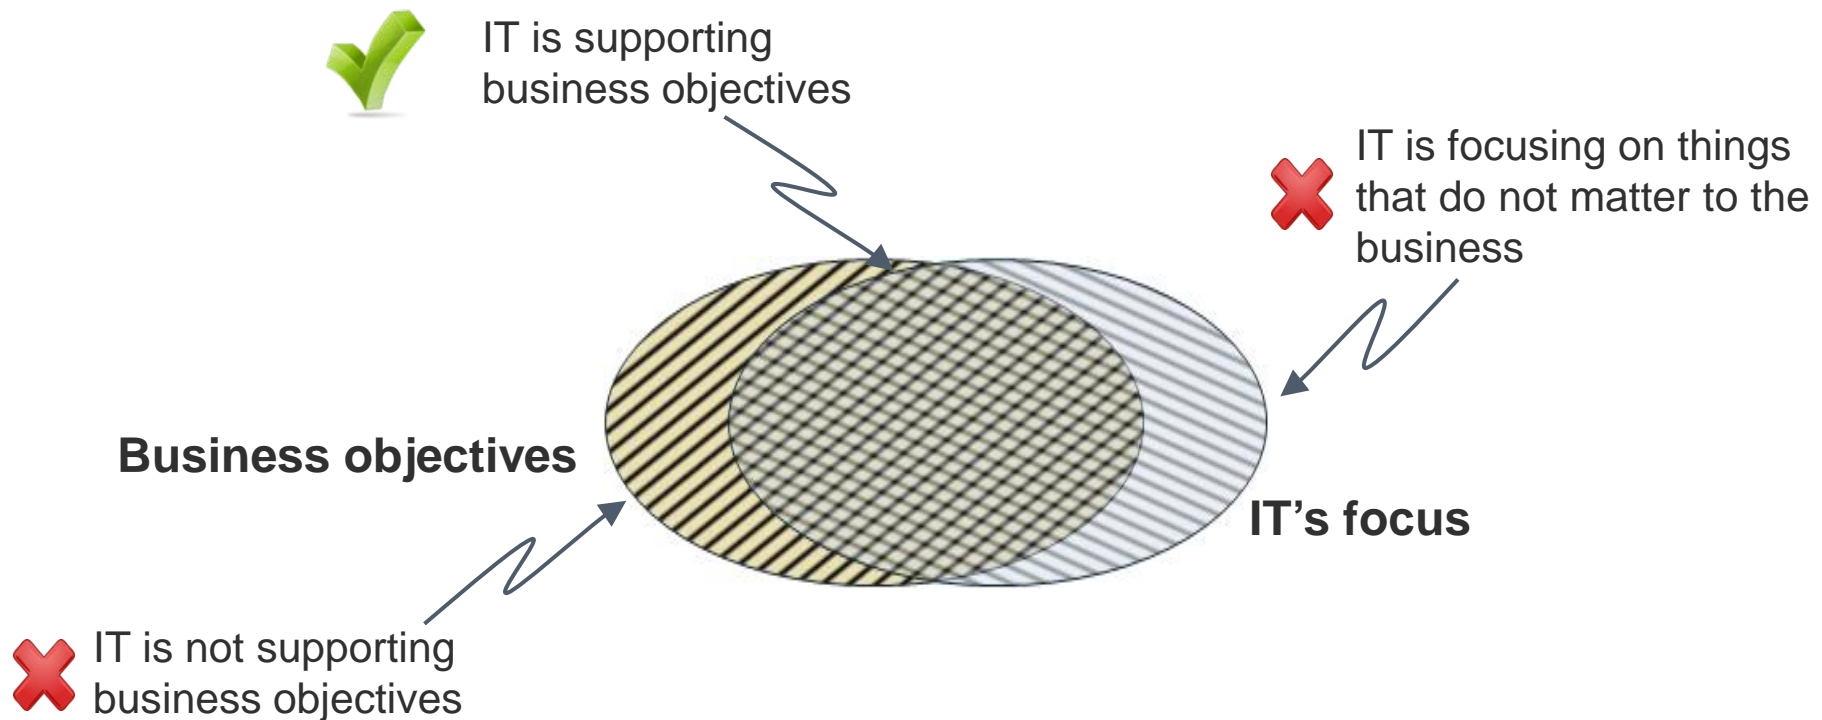 IT is supporting
business objectives
IT is focusing on things
that do not matter to the
business
Business objectives
IT’s focus
IT is not supporting
business objectives